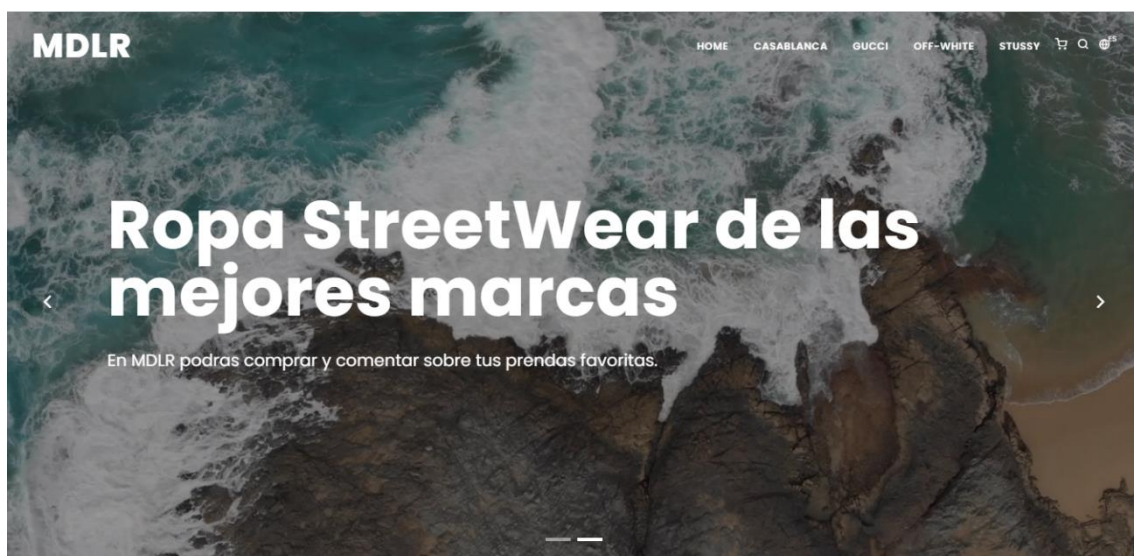 MDLR
HOME CASABLANCA GUCCI OFF-WHITE STUSSY ES
Ropa StreetWear de las
mejores marcas
En MDLR podras comprar y comentar sobre tus prendas favoritas.